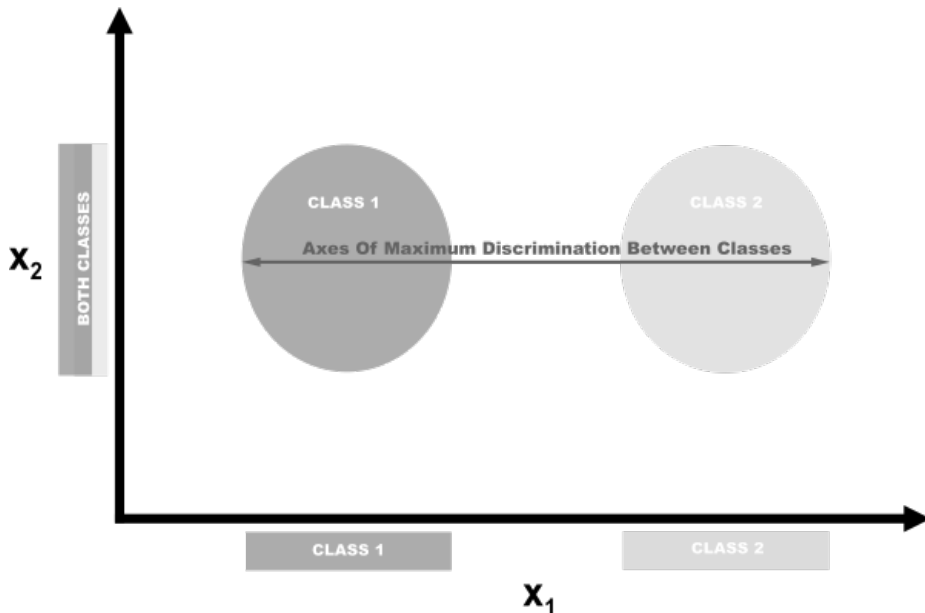 CLASS 1
CLASS 2
Axes Of Maximum Discrimination Between Classes
BOTH CLASSES
X2
CLASS 1
CLASS 2
X1